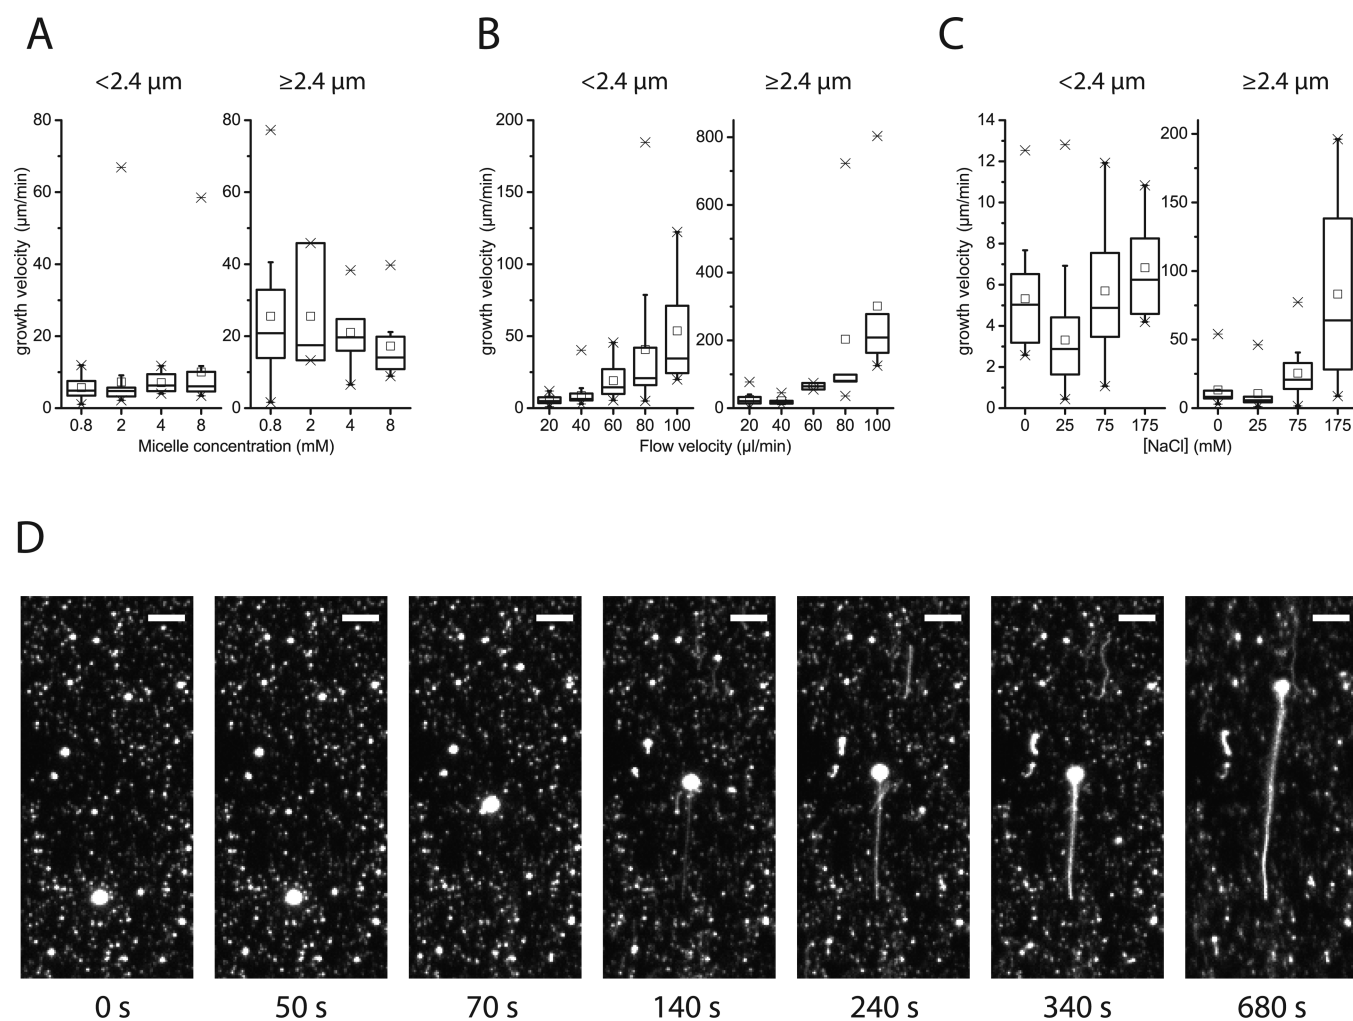 A B C
<2.4 µm ≥2.4 µm <2.4 µm ≥2.4 µm <2.4 µm ≥2.4 µm
growth velocity (µm/min)
80
60
40
20
0
0.8 2 4 8
80
60
40
20
0
0.8 2 4 8
Micelle concentration (mM)
growth velocity (µm/min)
200
150
100
50
0
20 40 60 80 100
800
600
400
200
0
20 40 60 80 100
Flow velocity (µl/min)
growth velocity (µm/min)
14
12
10
8
6
4
2
0
0 25 75 175
200
150
100
50
0
0 25 75 175
[NaCl] (mM)
D
0 s 50 s 70 s 140 s 240 s 340 s 680 s